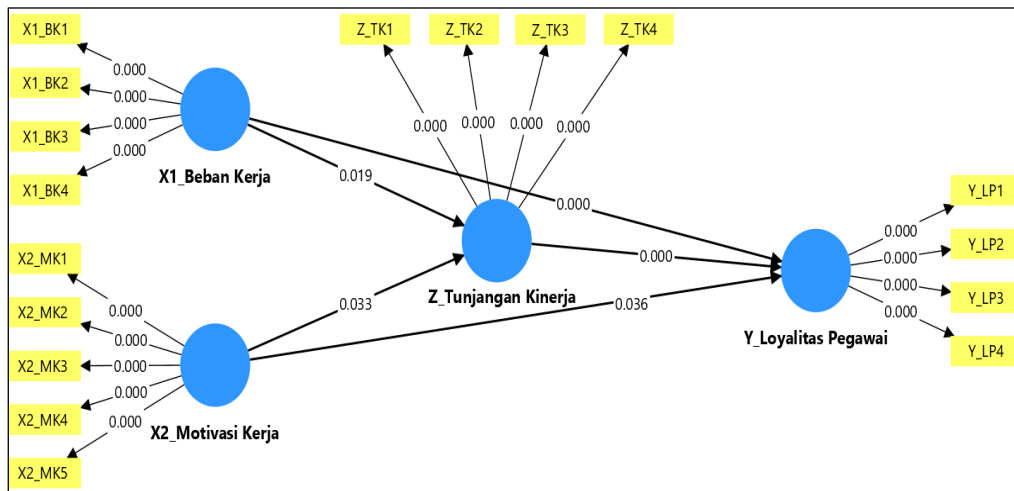 X1_BK1
0.000
X1_BK2
0.000
X1_BK3
0.000
X1_BK4
0.000
X1_Beban Kerja
Z_TK1
Z_TK2
Z_TK3
Z_TK4
0.000
0.000
0.000
0.000
0.019
0.000
Z_Tunjangan Kinerja
0.000
0.033
0.036
X2_MK1
0.000
X2_MK2
0.000
X2_MK3
0.000
X2_MK4
0.000
X2_MK5
0.000
X2_Motivasi Kerja
Y_LP1
0.000
Y_LP2
0.000
Y_LP3
0.000
Y_LP4
0.000
Y_Loyalitas Pegawai